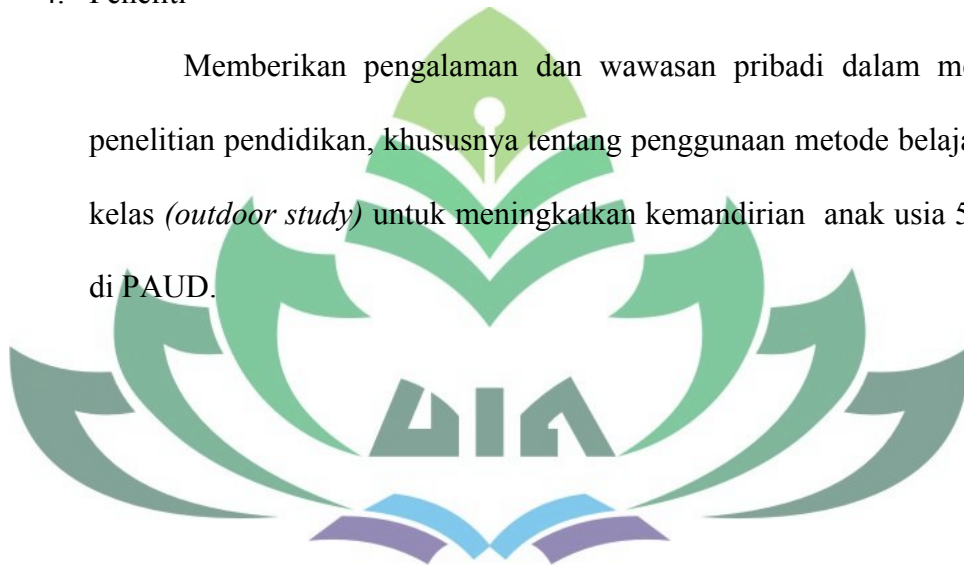 Memberikan pengalaman dan wawasan pribadi dalam
penelitian pendidikan, khususnya tentang penggunaan metode
kelas (outdoor study) untuk meningkatkan kemandirian anak usia
di PAUD.
UIN